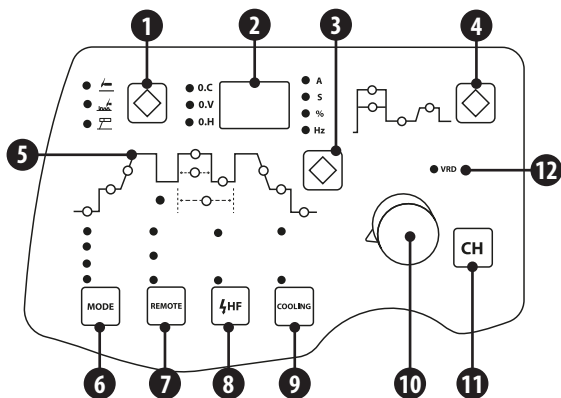 1
2
3
4
0.C
0.V
0.H
A
S
%
Hz
5
VRD
12
CH
MODE
REMOTE
HF
COOLING
6
7
8
9
10
11